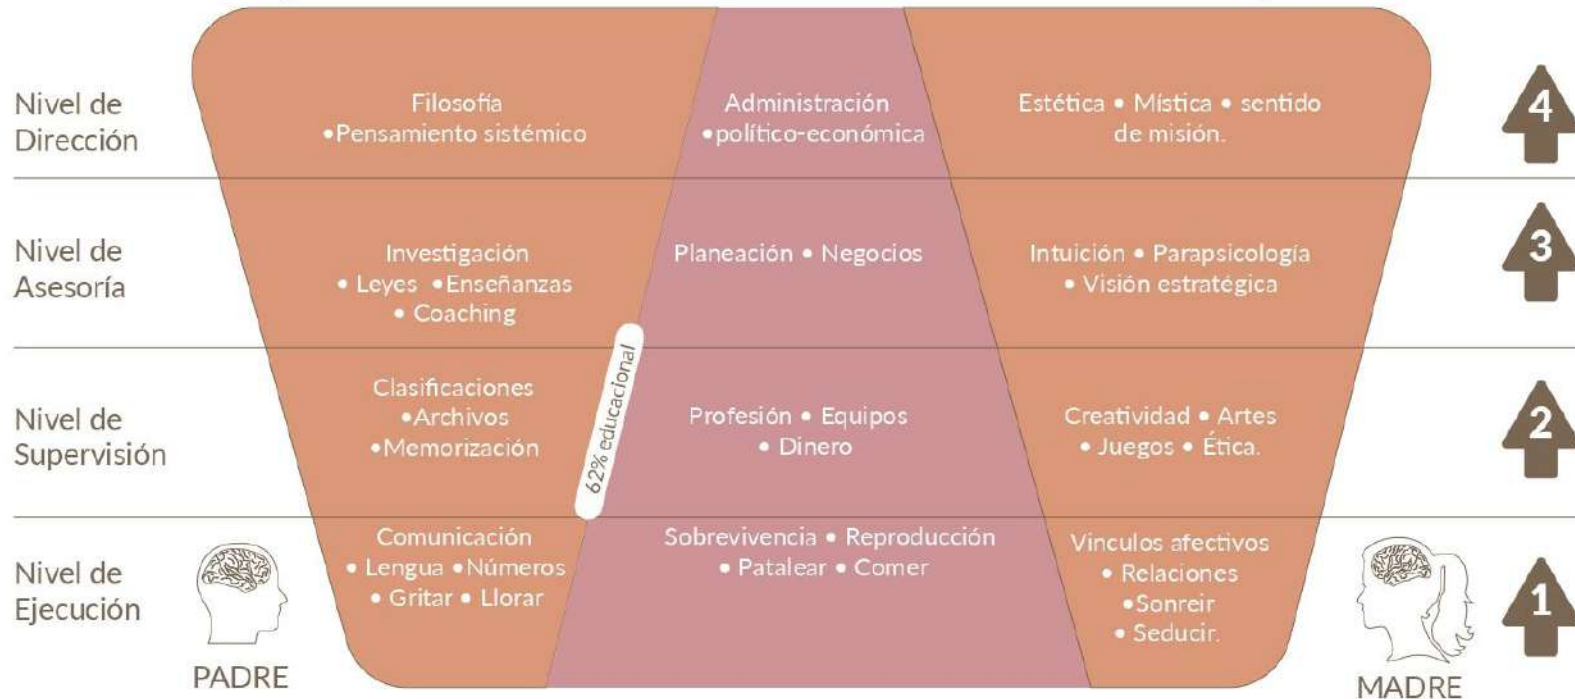 Nivel de
Dirección
Filosofía
•Pensamiento sistémico
Administración
•político-económica
Estética • Mística • sentido
de misión.
4
Nivel de
Asesoría
Investigación
• Leyes •Enseñanzas
• Coaching
Planeación • Negocios
Intuición • Parapsicología
• Visión estratégica
3
62% educacional
Nivel de
Supervisión
Clasificaciones
•Archivos
•Memorización
Profesión • Equipos
• Dinero
Creatividad • Artes
• Juegos • Ética.
2
Nivel de
Ejecución
Comunicación
• Lengua •Números
• Gritar • Llorar
Sobrevivencia • Reproducción
• Patalear • Comer
Vinculos afectivos
• Relaciones
•Sonreir
• Seducir.
1
PADRE
MADRE